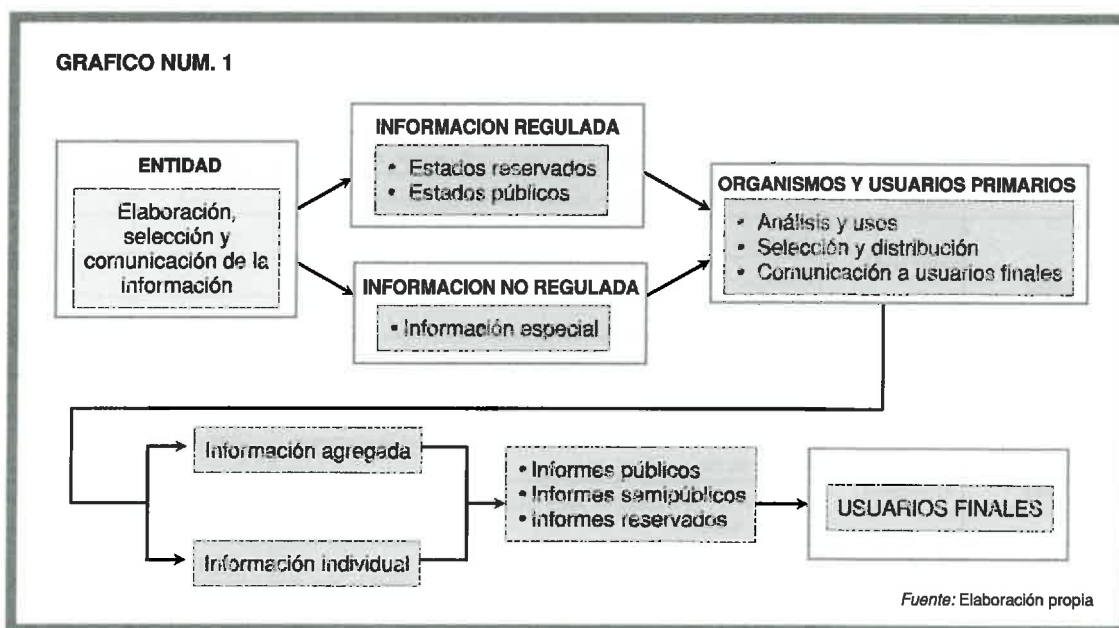 GRAFICO NUM. 1
ENTIDAD
Elaboración,
selección y
comunicación de la
información
INFORMACION REGULADA
• Estados reservados
• Estados públicos
INFORMACION NO REGULADA
• Información especial
ORGANISMOS Y USUARIOS PRIMARIOS
• Análisis y usos
• Selección y distribución
• Comunicación a usuarios finales
Información agregada
Información individual
• Informes públicos
• Informes semipúblicos
• Informes reservados
USUARIOS FINALES
Fuente: Elaboración propia